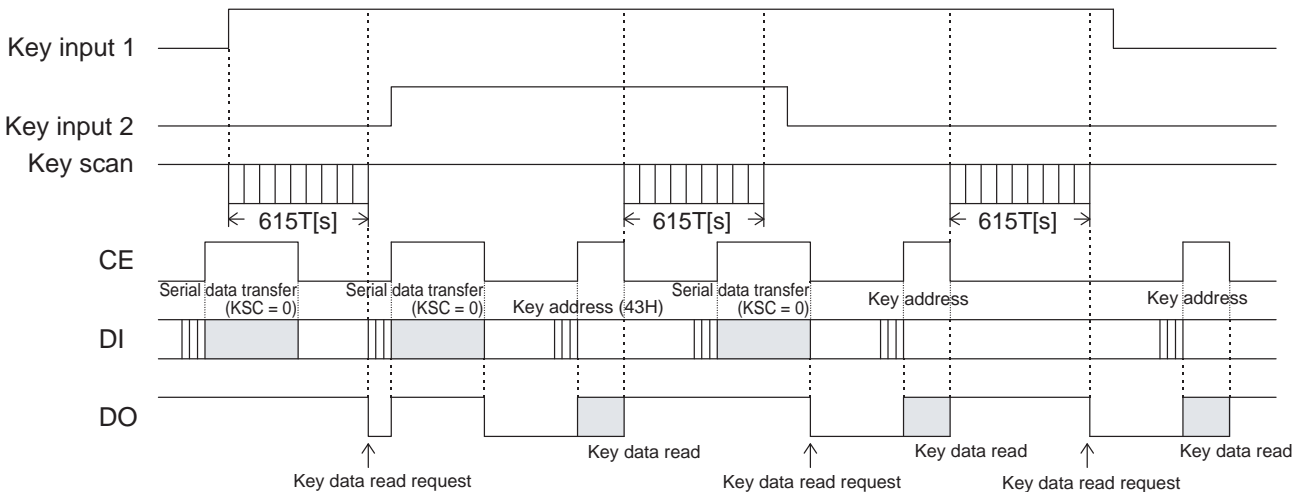 Key input 1
Key input 2
Key scan
615T[s] 615T[s] 615T[s]
CE
Serial data transfer (KSC = 0)
Serial data transfer (KSC = 0)
Key address (43H)
Serial data transfer (KSC = 0)
Key address
Key address
DI
DO
Key data read
Key data read
Key data read
Key data read request
Key data read request
Key data read request